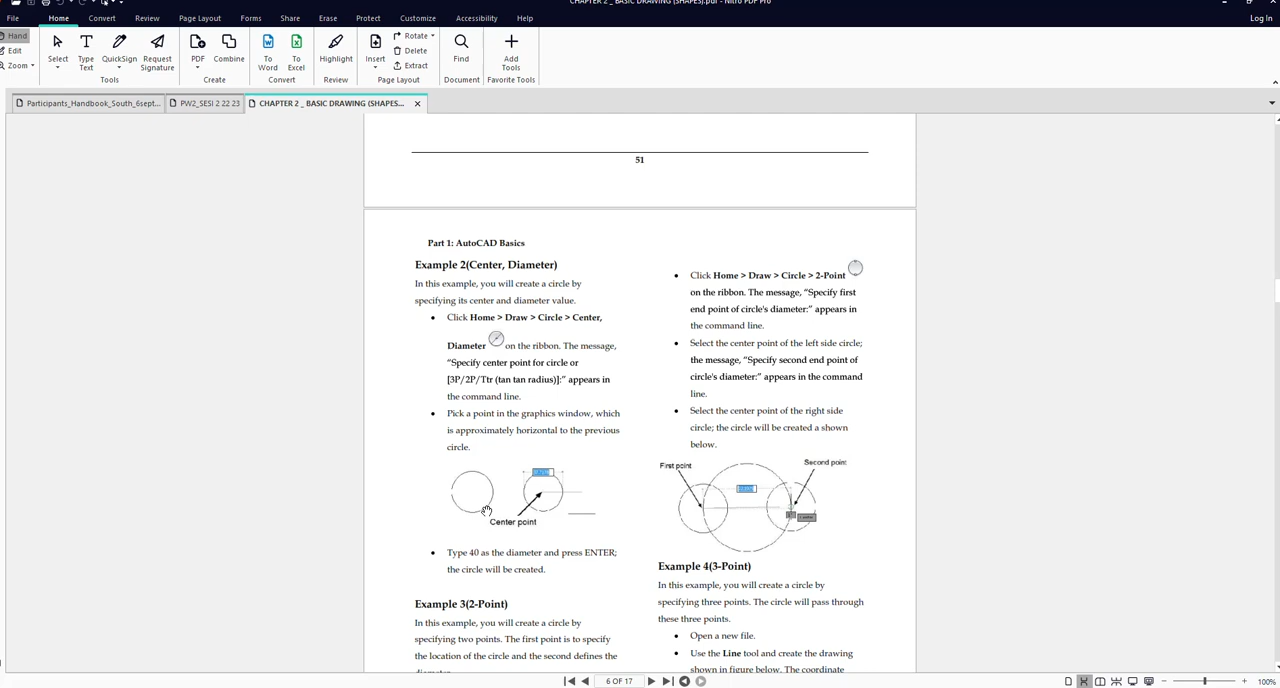 CHAPTER 2 _ BASIC DRAWING (SHAPES).pdf - Nitro PDF Pro
File Home Convert Review Page Layout Forms Share Erase Protect Customize Accessibility Help Log In
Hand
Edit
Zoom
Select
Type Text
QuickSign
Request Signature
Tools
PDF
Combine
Create
To Word
To Excel
Convert
Highlight
Review
Insert
Rotate
Delete
Extract
Page Layout
Find
Document
Add Tools
Favorite Tools
Participants_Handbook_South_6sept... PW2_SESI 2 22 23 CHAPTER 2 _ BASIC DRAWING (SHAPES...
51
Part 1: AutoCAD Basics
Example 2(Center, Diameter)
In this example, you will create a circle by
specifying its center and diameter value.
• Click Home > Draw > Circle > Center,
Diameter on the ribbon. The message,
“Specify center point for circle or
[3P/2P/Ttr (tan tan radius)]:” appears in
the command line.
• Pick a point in the graphics window, which
is approximately horizontal to the previous
circle.
Center point
• Type 40 as the diameter and press ENTER;
the circle will be created.
Example 3(2-Point)
In this example, you will create a circle by
specifying two points. The first point is to specify
the location of the circle and the second defines the
diameter.
• Click Home > Draw > Circle > 2-Point
on the ribbon. The message, “Specify first
end point of circle's diameter:” appears in
the command line.
• Select the center point of the left side circle;
the message, “Specify second end point of
circle's diameter:” appears in the command
line.
• Select the center point of the right side
circle; the circle will be created a shown
below.
First point
Second point
Example 4(3-Point)
In this example, you will create a circle by
specifying three points. The circle will pass through
these three points.
• Open a new file.
• Use the Line tool and create the drawing
shown in figure below. The coordinate
6 OF 17
100%